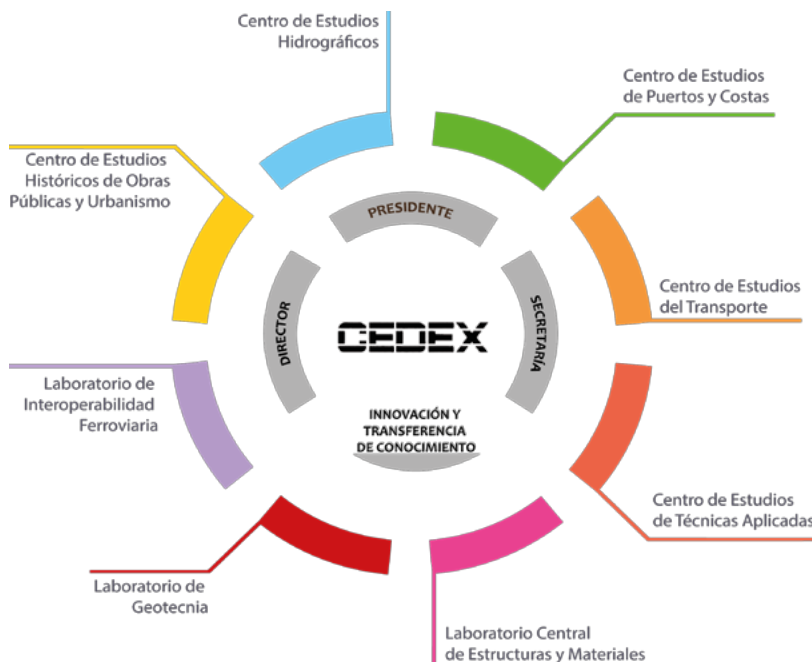 Centro de Estudios
Hidrográficos
Centro de Estudios
de Puertos y Costas
Centro de Estudios
Históricos de Obras
Públicas y Urbanismo
PRESIDENTE
DIRECTOR
SECRETARÍA
CEDEX
INNOVACIÓN Y
TRANSFERENCIA
DE CONOCIMIENTO
Centro de Estudios
del Transporte
Laboratorio de
Interoperabilidad
Ferroviaria
Centro de Estudios
de Técnicas Aplicadas
Laboratorio de
Geotecnia
Laboratorio Central
de Estructuras y Materiales